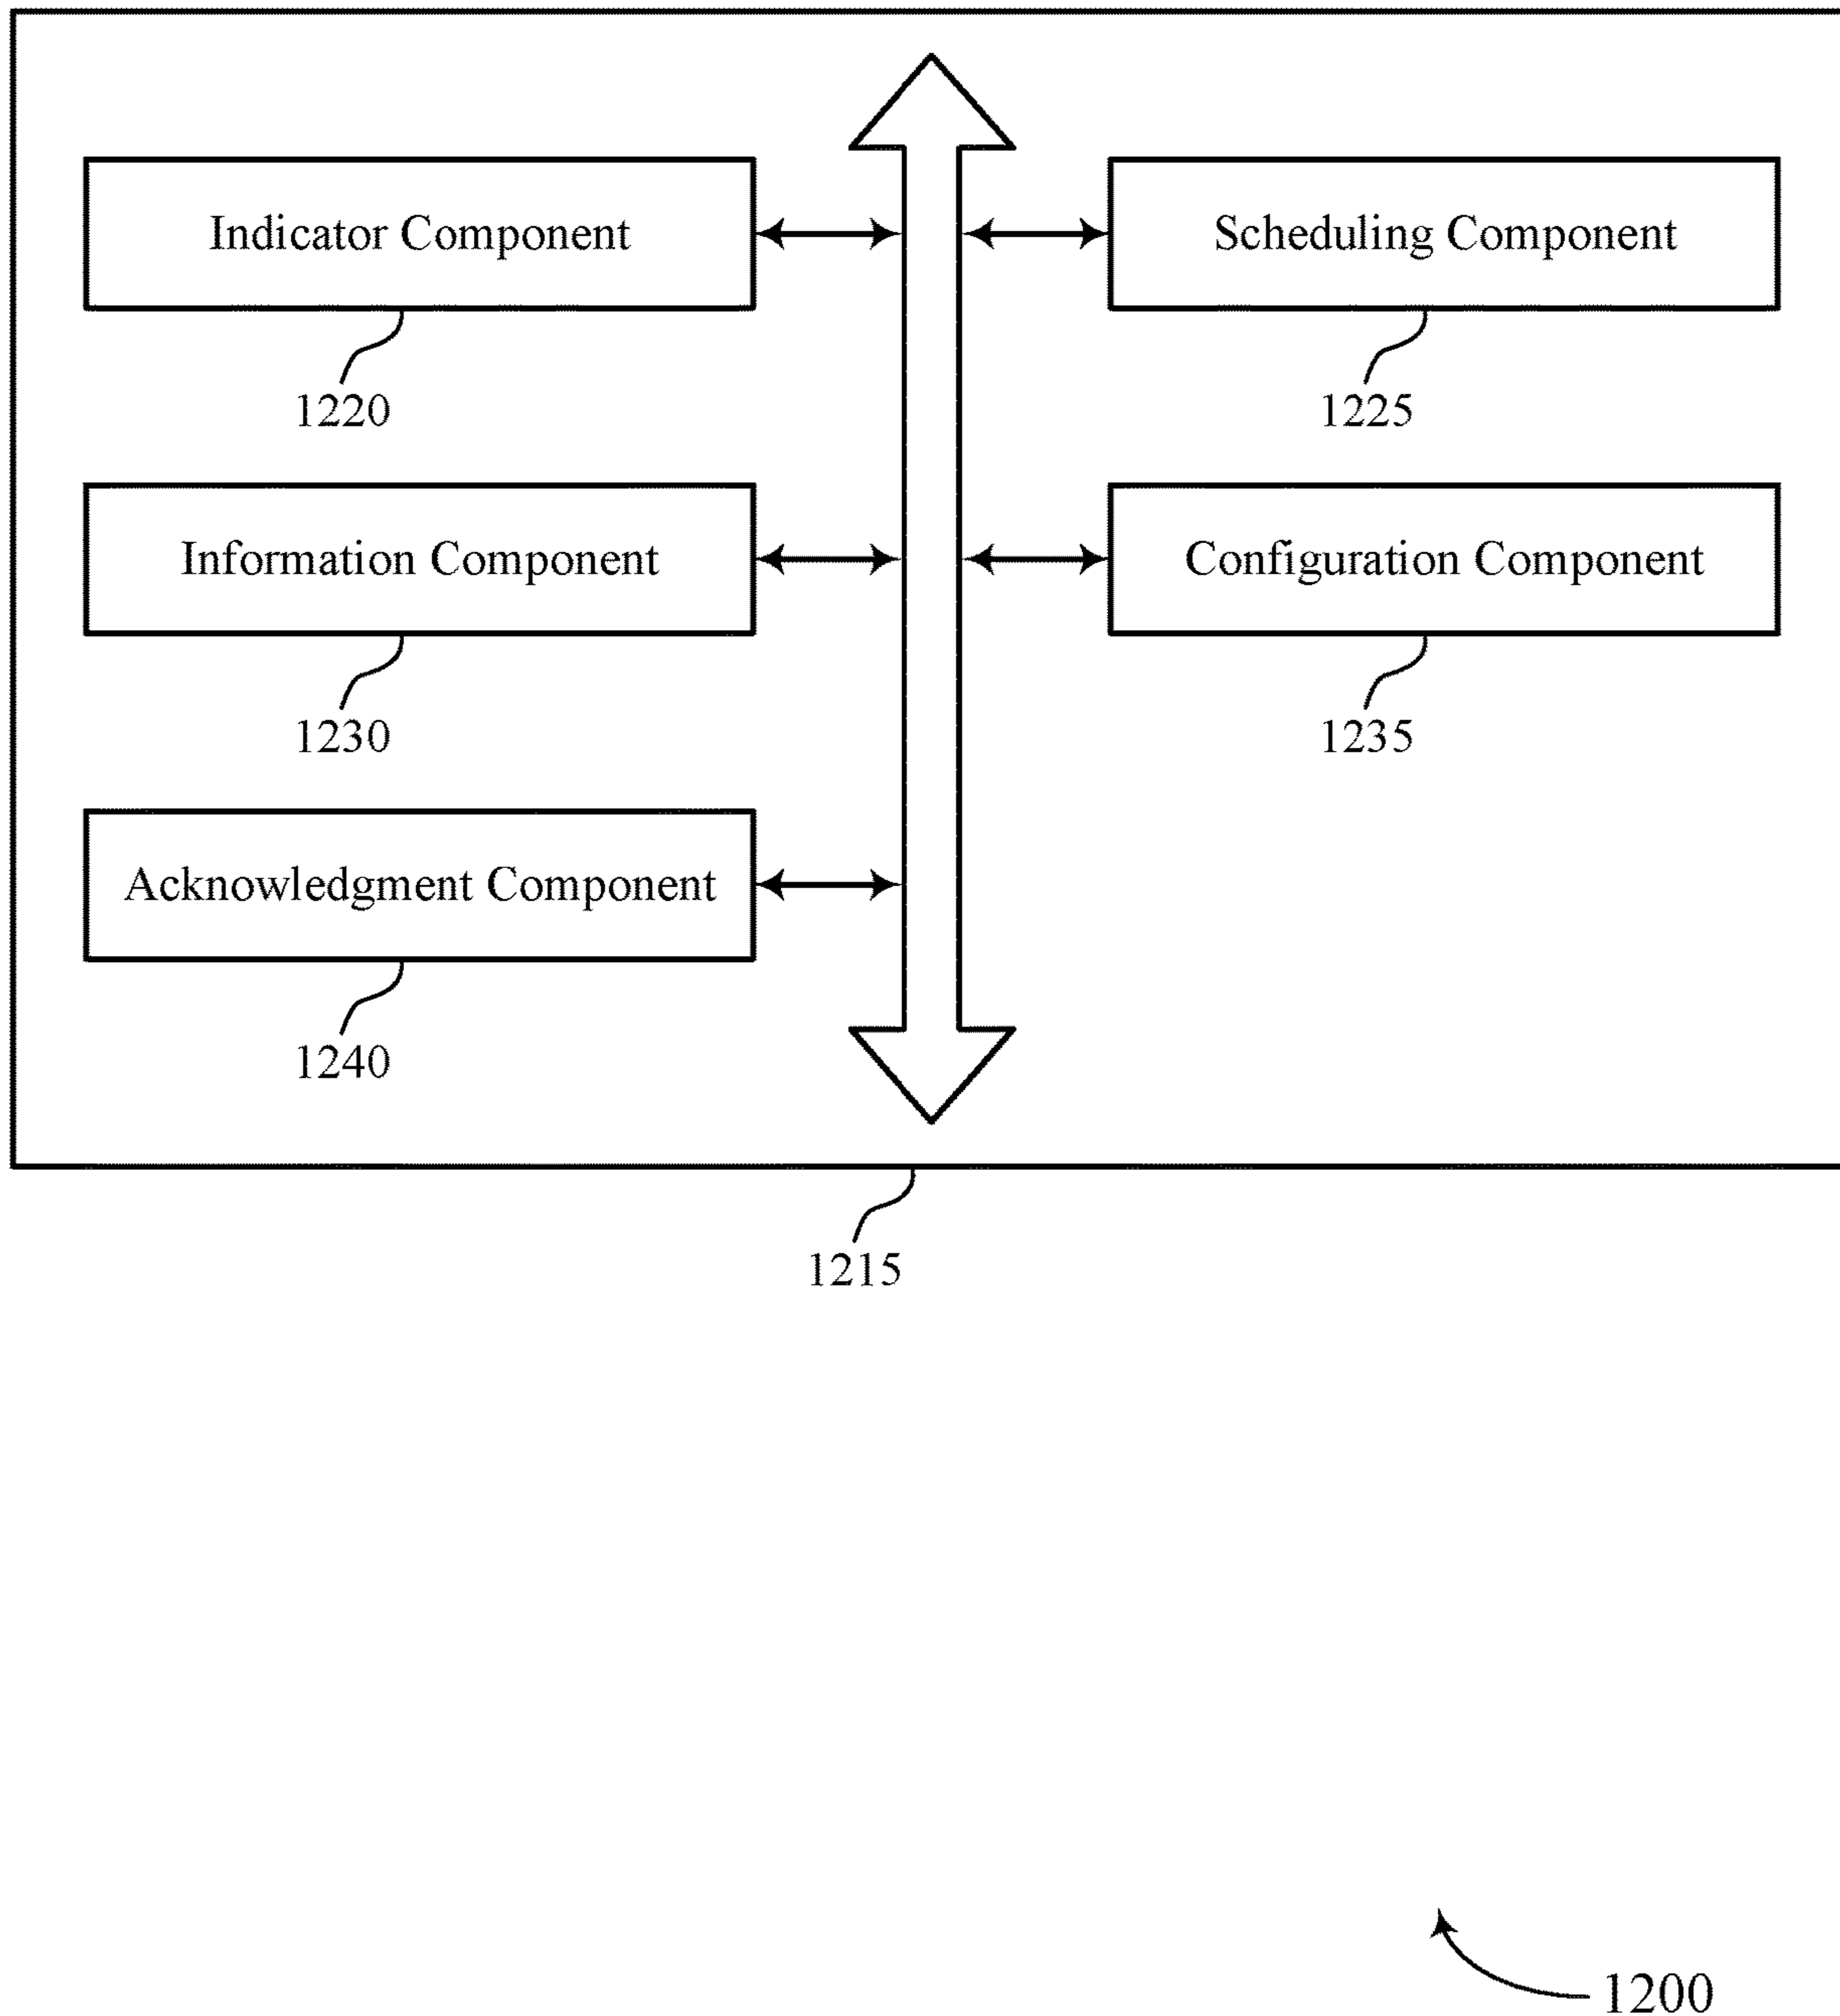 Indicator Component
Scheduling Component
1220
1225
Information Component
Configuration Component
1230
1235
Acknowledgment Component
1240
1215
1200